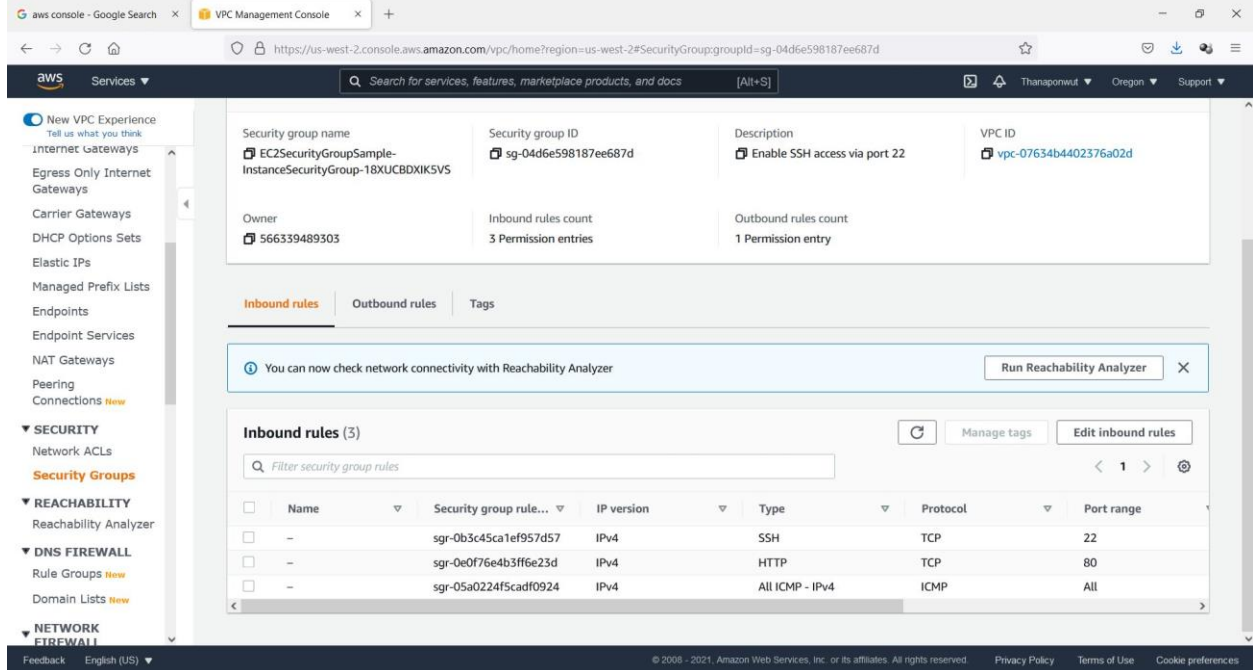 aws console - Google Search
VPC Management Console
https://us-west-2.console.aws.amazon.com/vpc/home?region=us-west-2#SecurityGroup:groupId=sg-04d6e598187ee687d
aws
Services
Search for services, features, marketplace products, and docs
[Alt+S]
Thanaponwut
Oregon
Support
New VPC Experience
Tell us what you think
Internet Gateways
Egress Only Internet
Gateways
Carrier Gateways
DHCP Options Sets
Elastic IPs
Managed Prefix Lists
Endpoints
Endpoint Services
NAT Gateways
Peering
Connections New
SECURITY
Network ACLs
Security Groups
REACHABILITY
Reachability Analyzer
DNS FIREWALL
Rule Groups New
Domain Lists New
NETWORK
FIREWALL
Security group name
EC2SecurityGroupSample-
InstanceSecurityGroup-18XUCBDXIK5VS
Security group ID
sg-04d6e598187ee687d
Description
Enable SSH access via port 22
VPC ID
vpc-07634b4402376a02d
Owner
566339489303
Inbound rules count
3 Permission entries
Outbound rules count
1 Permission entry
Inbound rules
Outbound rules
Tags
You can now check network connectivity with Reachability Analyzer
Run Reachability Analyzer
Inbound rules (3)
Manage tags
Edit inbound rules
Filter security group rules
1
Name Security group rule... IP version Type Protocol Port range
– sgr-0b3c45ca1ef957d57 IPv4 SSH TCP 22
– sgr-0e0f76e4b3ff6e23d IPv4 HTTP TCP 80
– sgr-05a0224f5cadf0924 IPv4 All ICMP - IPv4 ICMP All
Feedback
English (US)
© 2008 - 2021, Amazon Web Services, Inc. or its affiliates. All rights reserved.
Privacy Policy
Terms of Use
Cookie preferences